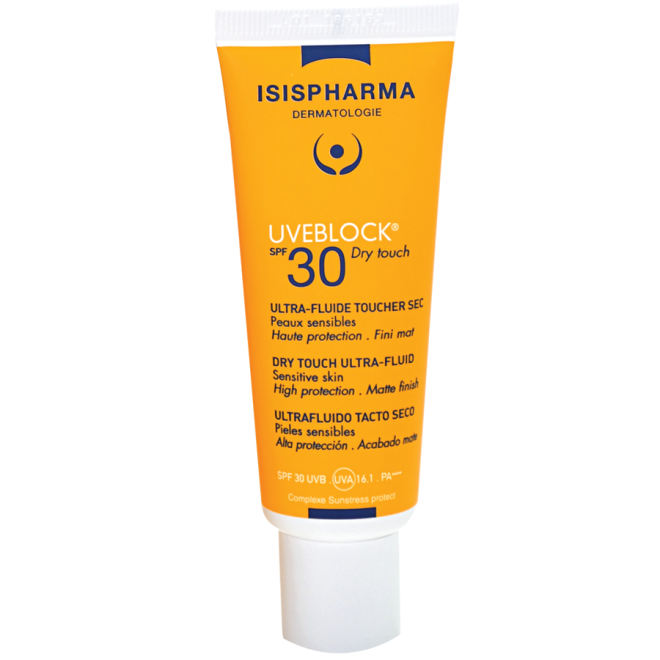 ISISPHARMA
DERMATOLOGIE
UVEBLOCK®
SPF 30 Dry touch
ULTRA-FLUIDE TOUCHER SEC
Peaux sensibles
Haute protection . Fini mat
DRY TOUCH ULTRA-FLUID
Sensitive skin
High protection . Matte finish
ULTRAFLUIDO TACTO SECO
Pieles sensibles
Alta protección . Acabado mate
SPF 30 UVB . UVA 16,1 . PA++++
Complexe Sunstress protect